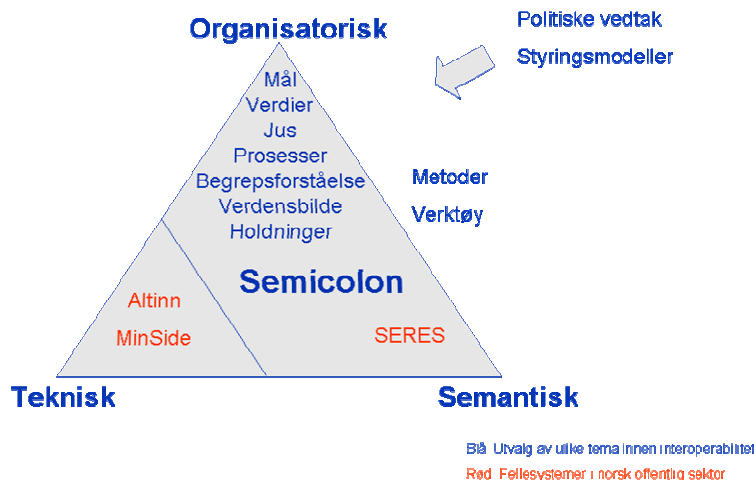 Organisatorisk
Politiske vedtak
Styringsmodeller
Mål
Verdier
Jus
Prosesser
Begrepsforståelse
Verdensbilde
Holdninger
Metoder
Verktøy
Semicolon
Altinn
MinSide
SERES
Teknisk
Semantisk
Blå Utvalg av ulike tema innen interoperabilitet
Rød Fellesystemer i norsk offentlig sektor